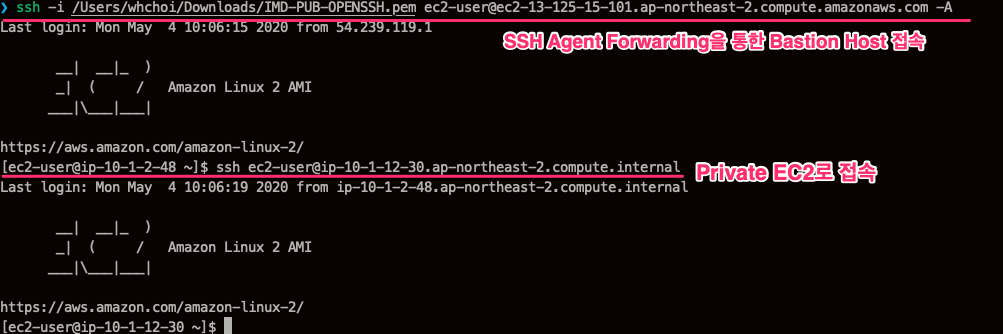 ❯ ssh -i /Users/whchoi/Downloads/IMD-PUB-OPENSSH.pem ec2-user@ec2-13-125-15-101.ap-northeast-2.compute.amazonaws.com -A
Last login: Mon May  4 10:06:15 2020 from 54.239.119.1
SSH Agent Forwarding을 통한 Bastion Host 접속
       __|  __|_  )
       _|  (     /   Amazon Linux 2 AMI
      ___|\___|___|
https://aws.amazon.com/amazon-linux-2/
[ec2-user@ip-10-1-2-48 ~]$ ssh ec2-user@ip-10-1-12-30.ap-northeast-2.compute.internal
Private EC2로 접속
Last login: Mon May  4 10:06:19 2020 from ip-10-1-2-48.ap-northeast-2.compute.internal
       __|  __|_  )
       _|  (     /   Amazon Linux 2 AMI
      ___|\___|___|
https://aws.amazon.com/amazon-linux-2/
[ec2-user@ip-10-1-12-30 ~]$